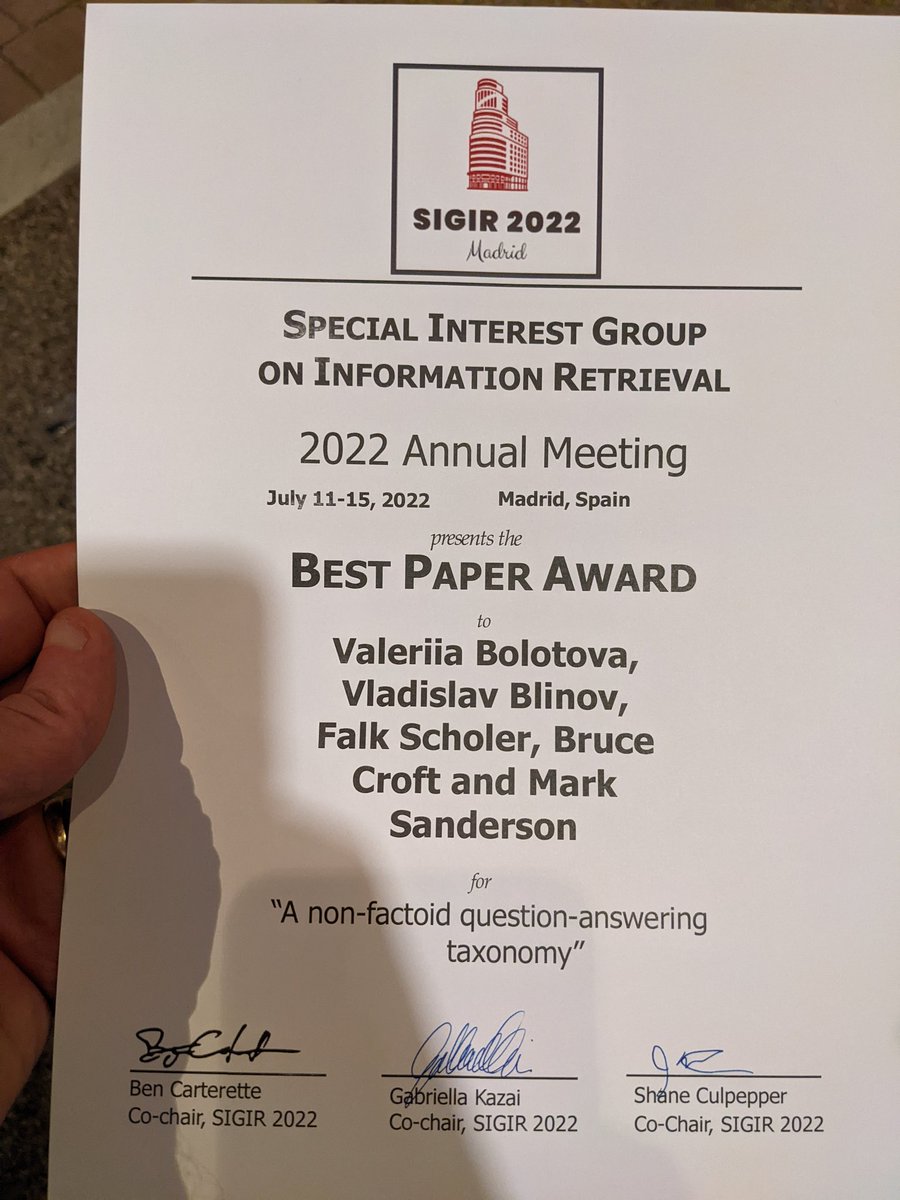 SIGIR 2022
Madrid
SPECIAL INTEREST GROUP
ON INFORMATION RETRIEVAL
2022 Annual Meeting
July 11-15, 2022 Madrid, Spain
presents the
BEST PAPER AWARD
to
Valeriia Bolotova,
Vladislav Blinov,
Falk Scholer, Bruce
Croft and Mark
Sanderson
for
“A non-factoid question-answering
taxonomy”
Ben Carterette Gabriella Kazai Shane Culpepper
Co-chair, SIGIR 2022 Co-chair, SIGIR 2022 Co-Chair, SIGIR 2022